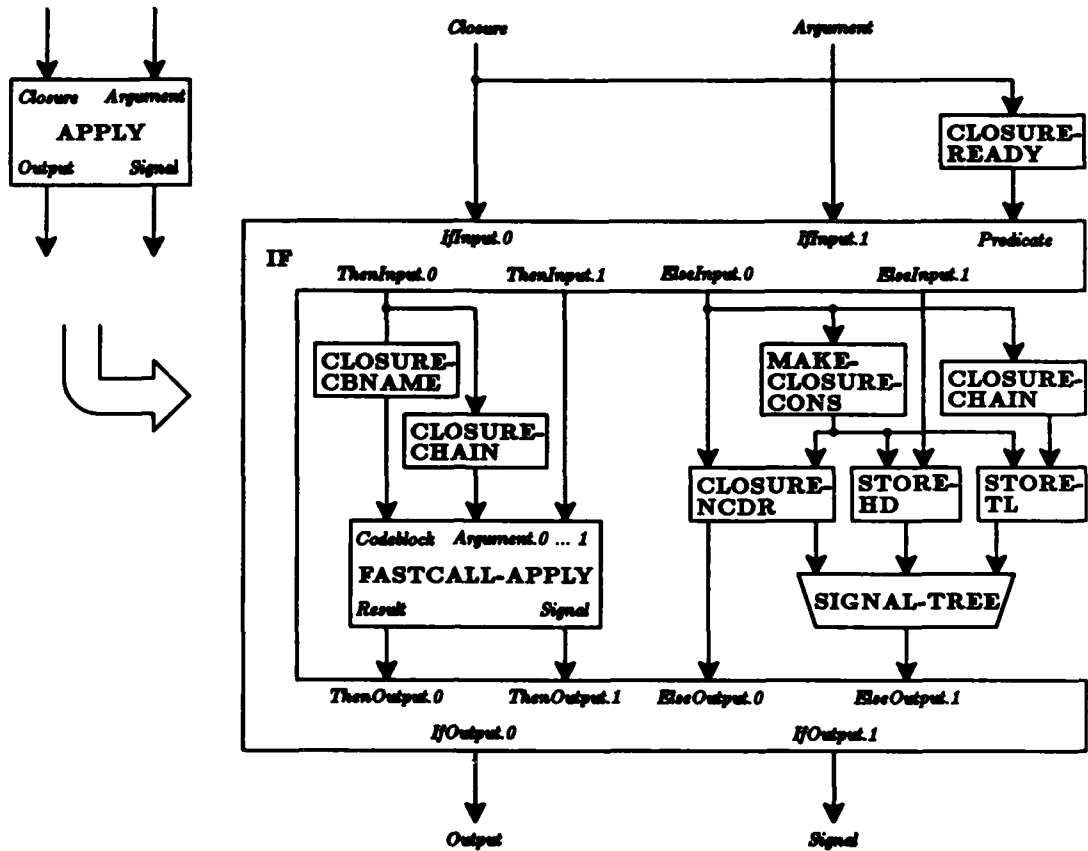 Closure Argument
APPLY
Output Signal
Closure Argument
CLOSURE-
READY
IfInput.0 IfInput.1 Predicate
IF
ThenInput.0 ThenInput.1 ElseInput.0 ElseInput.1
CLOSURE-
CBNAME
MAKE-
CLOSURE-
CONS
CLOSURE-
CHAIN
CLOSURE-
CHAIN
CLOSURE-
NCDR
STORE-
HD
STORE-
TL
Codeblock Argument.0 ... 1
FASTCALL-APPLY
Result Signal
SIGNAL-TREE
ThenOutput.0 ThenOutput.1 ElseOutput.0 ElseOutput.1
IfOutput.0 IfOutput.1
Output Signal